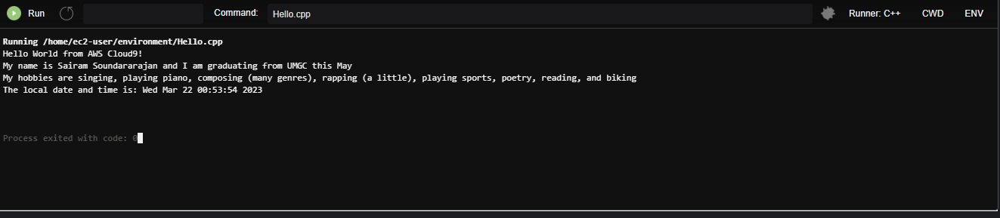 Run Command: Hello.cpp Runner: C++ CWD ENV
Running /home/ec2-user/environment/Hello.cpp
Hello World from AWS Cloud9!
My name is Sairam Soundararajan and I am graduating from UMGC this May
My hobbies are singing, playing piano, composing (many genres), rapping (a little), playing sports, poetry, reading, and biking
The local date and time is: Wed Mar 22 00:53:54 2023
Process exited with code: 0